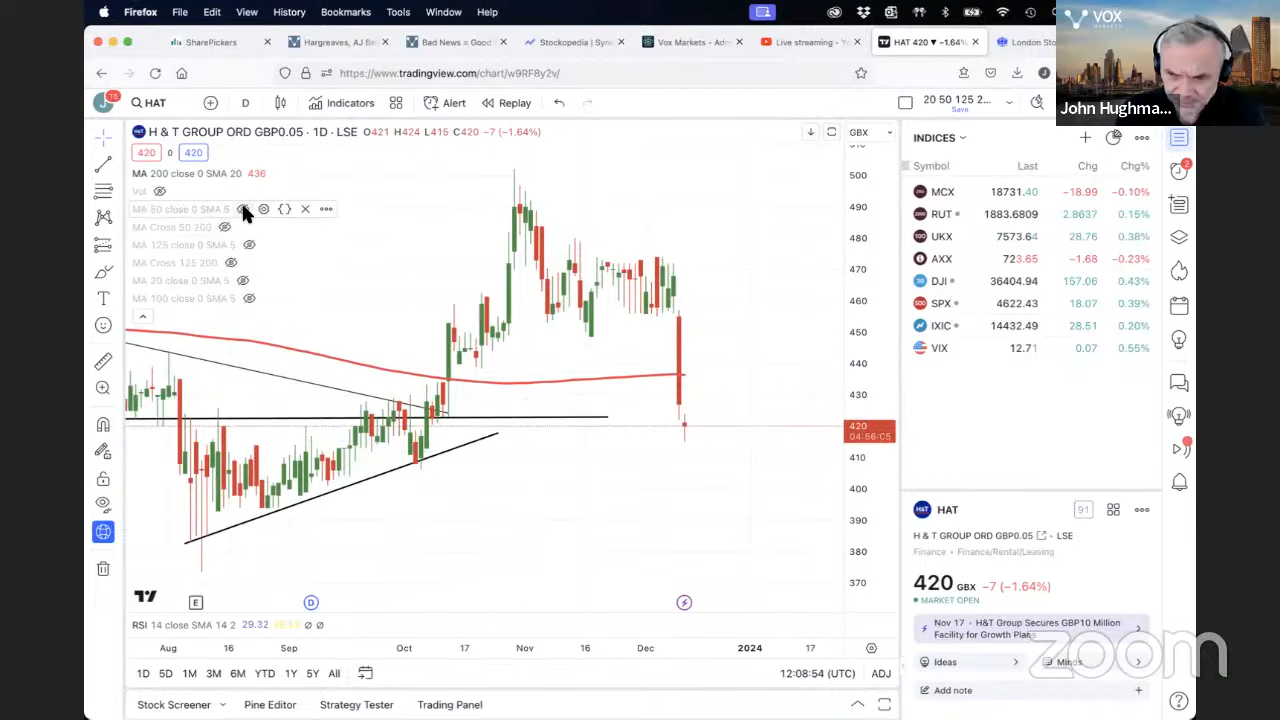 Firefox File Edit View History Bookmarks Tools Window Help
SharePickers
Hargreaves, AJ Be
Bad News = Good
Stockopedia | Syne
Vox Markets - Adm
Live streaming - Yo
HAT 420 ▼ −1.64%
London Sto
VOX
MARKETS
John Hughma...
https://www.tradingview.com/chart/w9RF8y2v/
J 15 HAT D Indicators Alert Replay
20 50 125 2...
Save
H & T GROUP ORD GBP0.05 · 1D · LSE O421 H424 L415 C420 −7 (−1.64%)
GBX
420 0 420
MA 200 close 0 SMA 20 436
Vol
MA 50 close 0 SMA 5
MA Cross 50 200
MA 125 close 0 SMA 5
MA Cross 125 200
MA 20 close 0 SMA 5
MA 100 close 0 SMA 5
500
490
480
470
460
450
440
430
420
04:56:05
410
400
390
380
370
E D
RSI 14 close SMA 14 2 29.32
Aug 16 Sep Oct 17 Nov 16 Dec 2024 17
1D 5D 1M 3M 6M YTD 1Y 5Y All
12:08:54 (UTC) ADJ
Stock Screener Pine Editor Strategy Tester Trading Panel
INDICES
Symbol Last Chg Chg%
MCX 18731.40 −18.99 −0.10%
RUT 1883.6809 2.8637 0.15%
UKX 7573.64 28.76 0.38%
AXX 723.65 −1.68 −0.23%
DJI 36404.94 157.06 0.43%
SPX 4622.43 18.07 0.39%
IXIC 14432.49 28.51 0.20%
VIX 12.71 0.07 0.55%
HAT 91
H & T GROUP ORD GBP0.05 · LSE
Finance · Finance/Rental/Leasing
420 GBX −7 (−1.64%)
MARKET OPEN
Nov 17 · H&T Group Secures GBP10 Million
Facility for Growth Plans
Ideas Minds
Add note
2
zoom